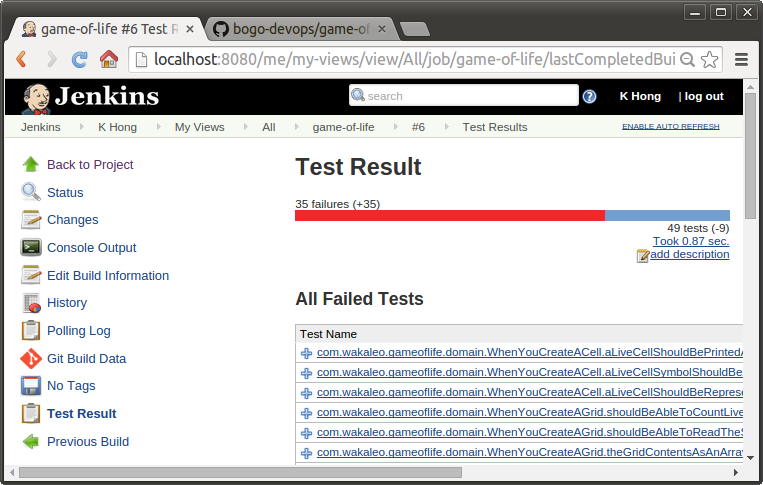 game-of-life #6 Test R
bogo-devops/game-of
localhost:8080/me/my-views/view/All/job/game-of-life/lastCompletedBui
Jenkins
search
K Hong
| log out
Jenkins
K Hong
My Views
All
game-of-life
#6
Test Results
ENABLE AUTO REFRESH
Back to Project
Status
Changes
Console Output
Edit Build Information
History
Polling Log
Git Build Data
No Tags
Test Result
Previous Build
Test Result
35 failures (+35)
49 tests (-9)
Took 0.87 sec.
add description
All Failed Tests
Test Name
com.wakaleo.gameoflife.domain.WhenYouCreateACell.aLiveCellShouldBePrintedA
com.wakaleo.gameoflife.domain.WhenYouCreateACell.aLiveCellSymbolShouldBe
com.wakaleo.gameoflife.domain.WhenYouCreateACell.aLiveCellShouldBeRepres
com.wakaleo.gameoflife.domain.WhenYouCreateAGrid.shouldBeAbleToCountLive
com.wakaleo.gameoflife.domain.WhenYouCreateAGrid.shouldBeAbleToReadTheS
com.wakaleo.gameoflife.domain.WhenYouCreateAGrid.theGridContentsAsAnArra